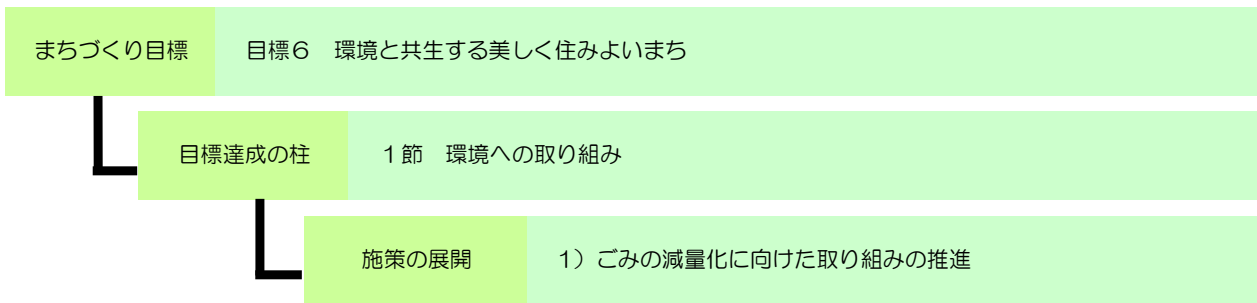 まちづくり目標　目標６　環境と共生する美しく住みよいまち
目標達成の柱　１節　環境への取り組み
施策の展開　1）ごみの減量化に向けた取り組みの推進